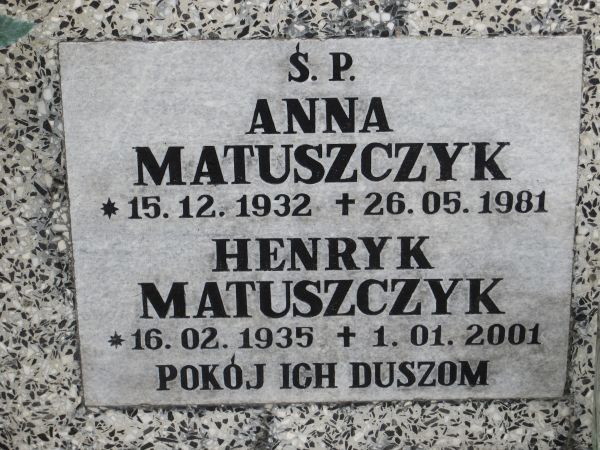 Ś. P.
ANNA
MATUSZCZYK
* 15. 12. 1932 ✝ 26. 05. 1981
HENRYK
MATUSZCZYK
* 16. 02. 1935 ✝ 1. 01. 2001
POKÓJ ICH DUSZOM